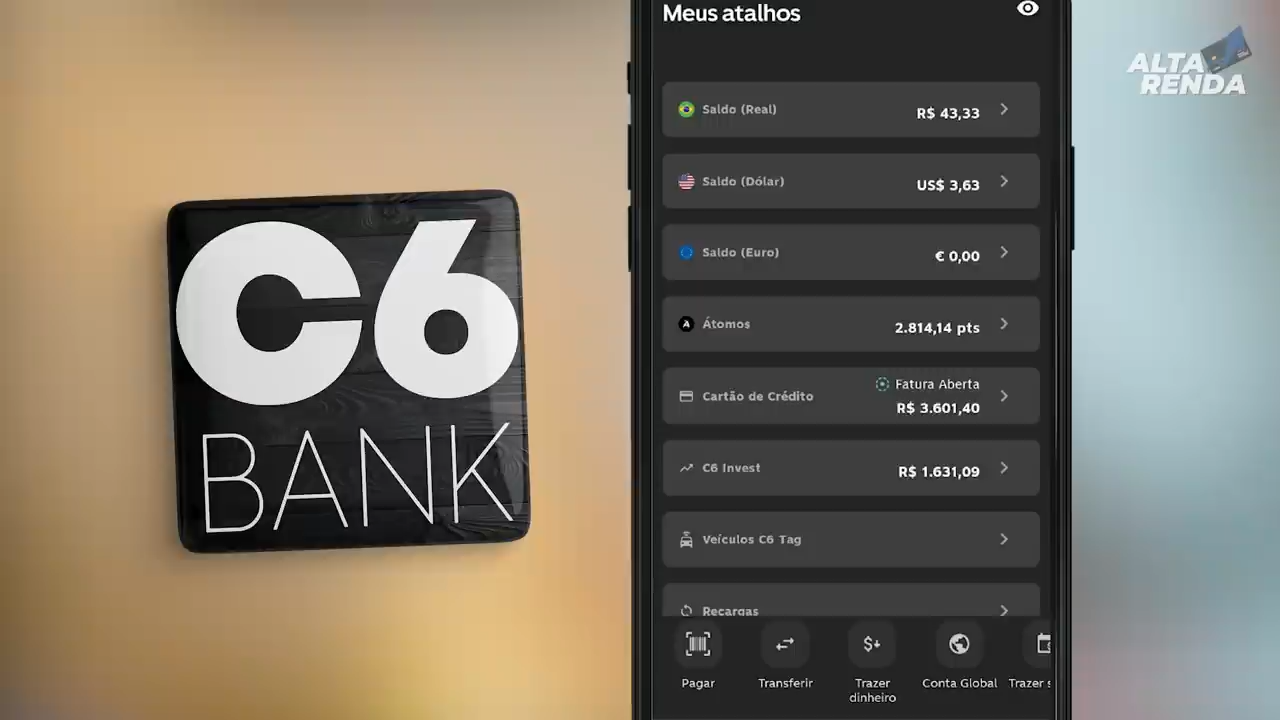 Meus atalhos
ALTA
RENDA
Saldo (Real)
R$ 43,33
Saldo (Dólar)
US$ 3,63
Saldo (Euro)
€ 0,00
A
Átomos
2.814,14 pts
Fatura Aberta
Cartão de Crédito
R$ 3.601,40
C6 Invest
R$ 1.631,09
Veículos C6 Tag
Recargas
Pagar
Transferir
Trazer
dinheiro
Conta Global
Trazer s
C6
BANK